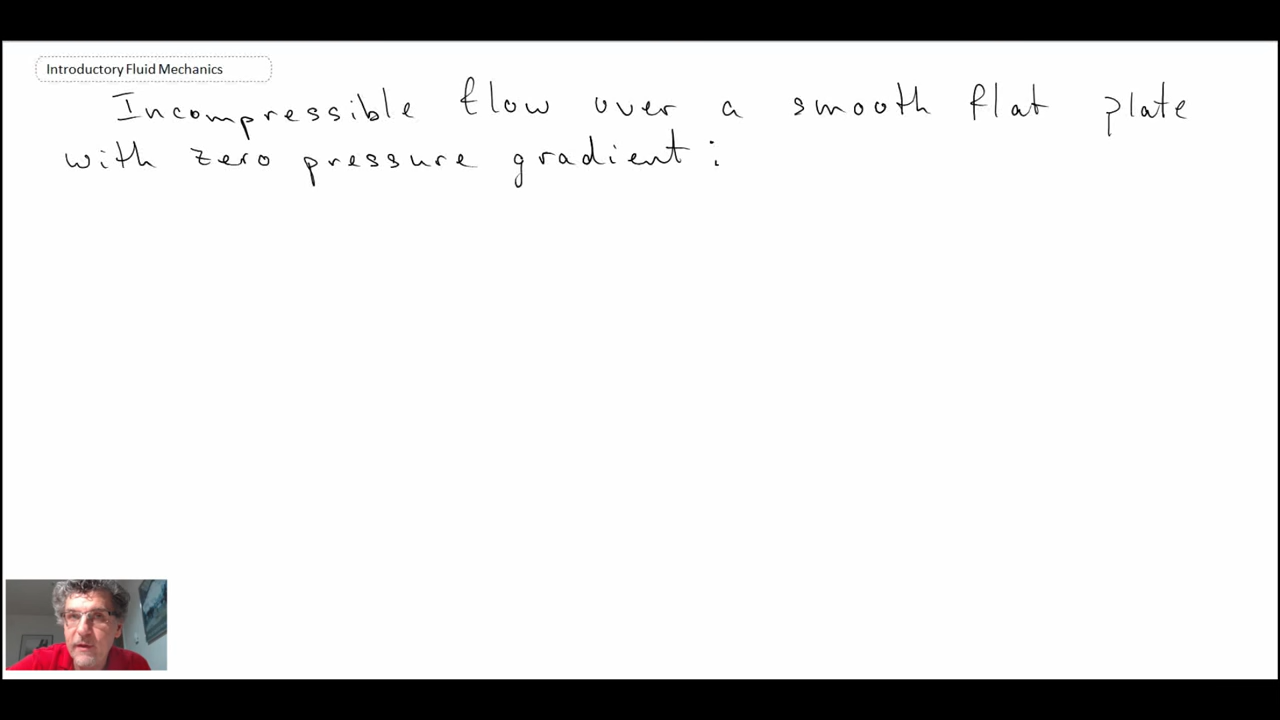 Introductory Fluid Mechanics
Incompressible flow over a smooth flat plate
with zero pressure gradient :